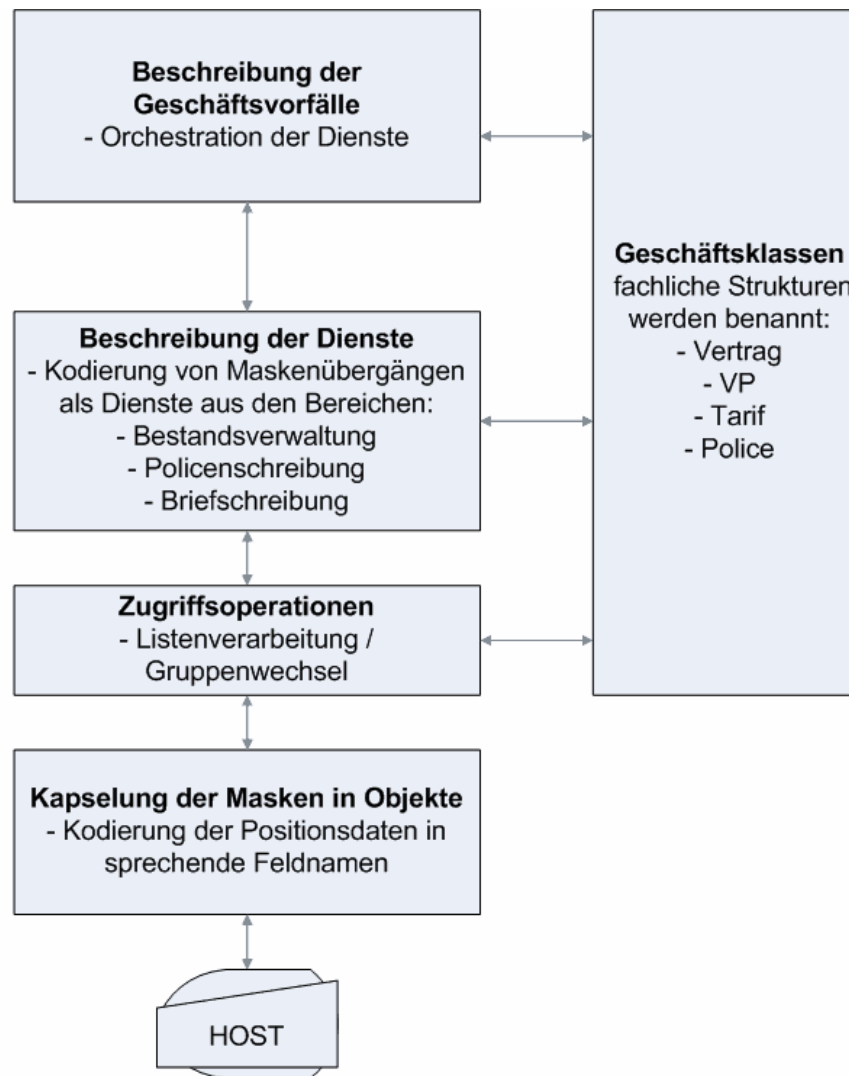 Beschreibung der
Geschäftsvorfälle
- Orchestration der Dienste
Beschreibung der Dienste
- Kodierung von Maskenübergängen
als Dienste aus den Bereichen:
- Bestandsverwaltung
- Policenschreibung
- Briefschreibung
Zugriffsoperationen
- Listenverarbeitung /
Gruppenwechsel
Kapselung der Masken in Objekte
- Kodierung der Positionsdaten in
sprechende Feldnamen
HOST
Geschäftsklassen
fachliche Strukturen
werden benannt:
- Vertrag
- VP
- Tarif
- Police